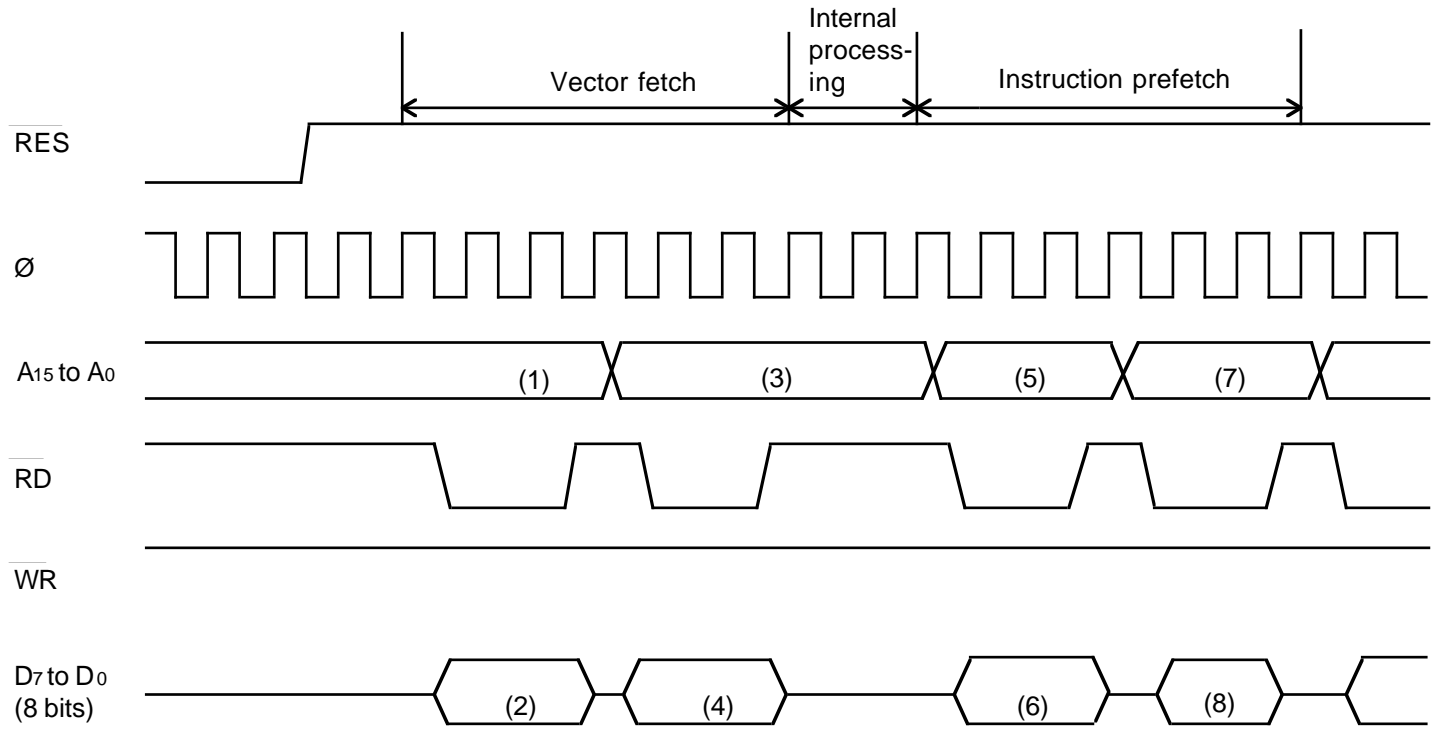 Internal
process-
ing
Vector fetch
Instruction prefetch
RES
Ø
A15 to A0
(1)
(3)
(5)
(7)
RD
WR
D7 to D0
(8 bits)
(2)
(4)
(6)
(8)